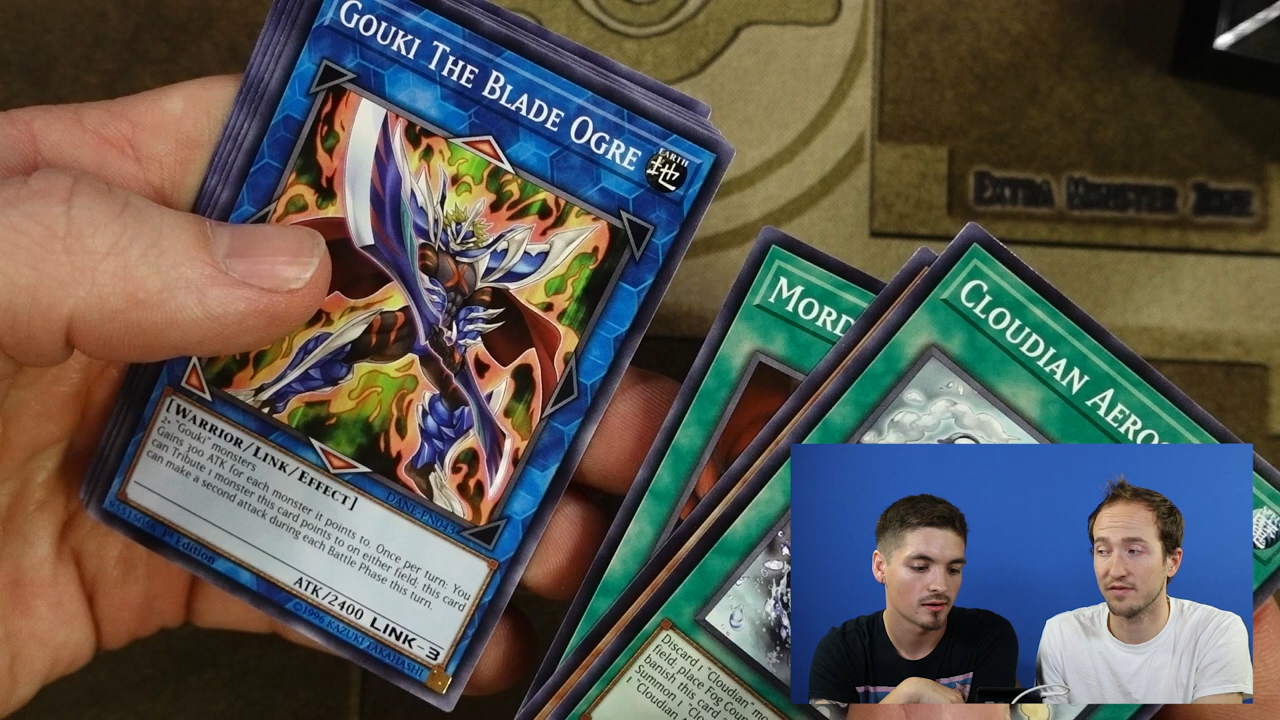 GOUKI THE BLADE OGRE
EARTH
地
[WARRIOR/LINK/EFFECT]
2+ "Gouki" monsters
Gains 300 ATK for each monster it points to. Once per turn: You
can Tribute 1 monster this card points to on either field; this card
can make a second attack during each Battle Phase this turn.
DANE-EN043
1st Edition
ATK/2400 LINK-3
©1996 KAZUKI TAKAHASHI
EXTRA MONSTER ZONE
MORD
CLOUDIAN AERO
Discard 1 "Cloudian" mo
field, place Fog Coun
banish this card
Summon, 1 "Clo
1 "Cloudian